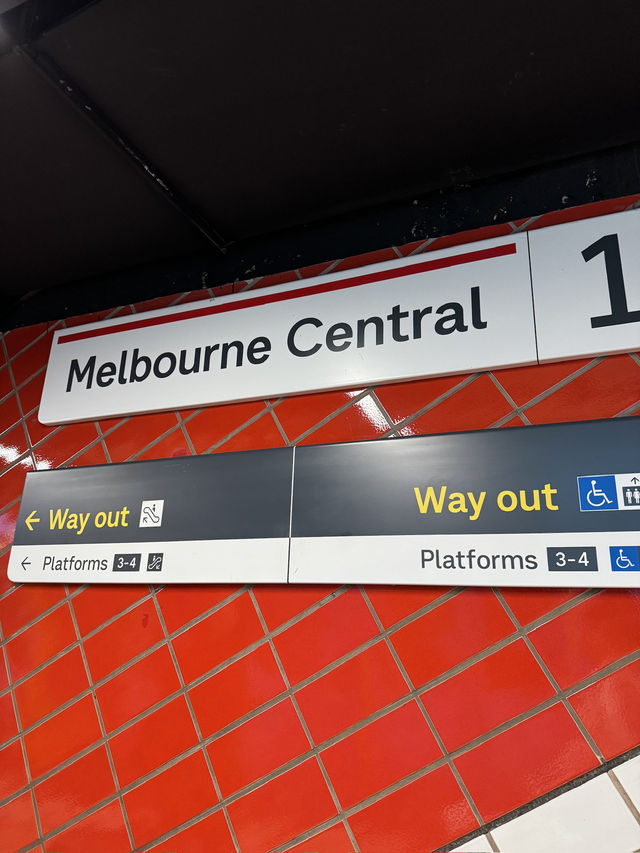 Melbourne Central 1
← Way out
Way out
← Platforms 3-4
Platforms 3-4